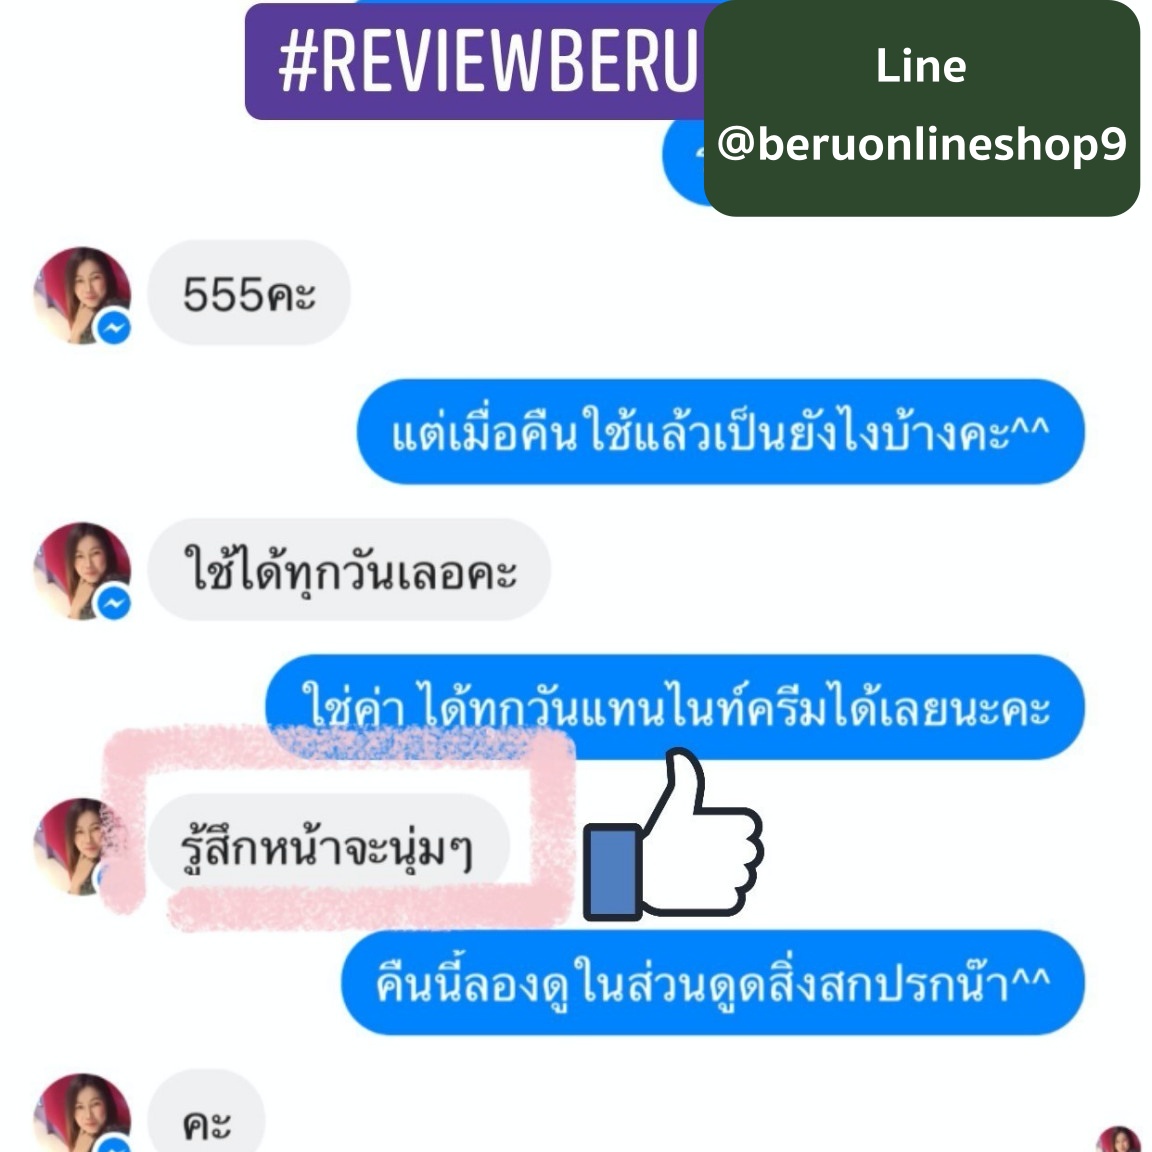 #REVIEWBERU
Line
@beruonlineshop9
555คะ
แต่เมื่อคืนใช้แล้วเป็นยังไงบ้างคะ^^
ใช้ได้ทุกวันเลอคะ
ใช่ค่า ได้ทุกวันแทนไนท์ครีมได้เลยนะคะ
รู้สึกหน้าจะนุ่มๆ
คืนนี้ลองดูในส่วนดูดสิ่งสกปรกน๊า^^
คะ